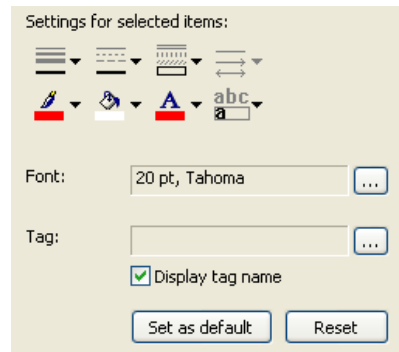 Settings for selected items:
A abc
a
Font: 20 pt, Tahoma ...
Tag: ...
Display tag name
Set as default Reset